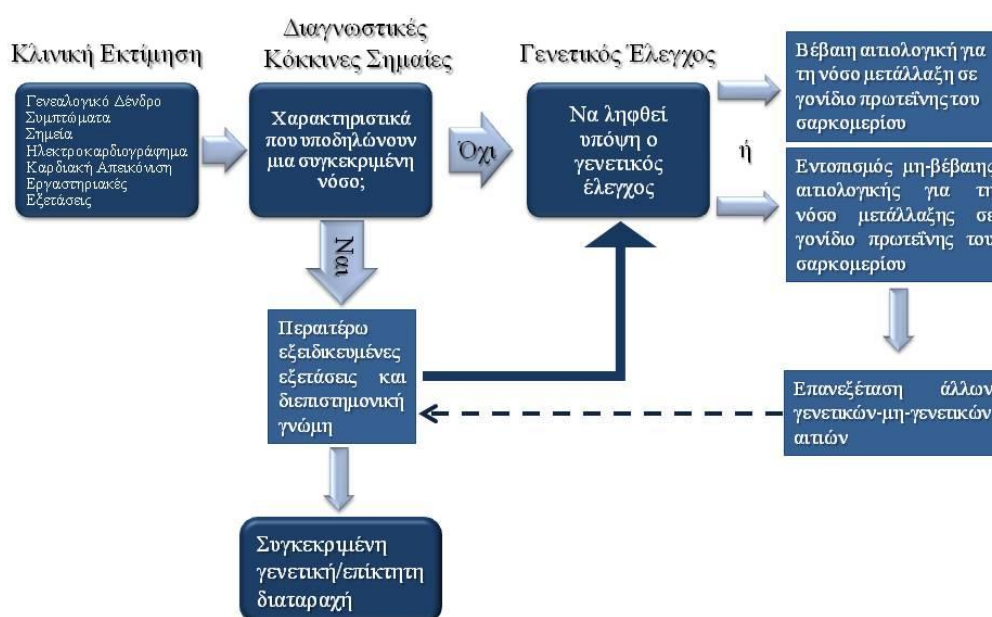 Κλινική Εκτίμηση
Γενεαλογικό Δένδρο
Συμπτώματα
Σημεία
Ηλεκτροκαρδιογράφημα
Καρδιακή Απεικόνιση
Εργαστηριακές
Εξετάσεις
Διαγνωστικές
Κόκκινες Σημαίες
Χαρακτηριστικά
που υποδηλώνουν
μια συγκεκριμένη
νόσο;
Όχι
Ναι
Γενετικός Έλεγχος
Να ληφθεί
υπόψη ο
γενετικός
έλεγχος
ή
Βέβαιη αιτιολογική για
τη νόσο μετάλλαξη σε
γονίδιο πρωτεΐνης του
σαρκομερίου
Εντοπισμός μη-βέβαιης
αιτιολογικής για τη
νόσο μετάλλαξης σε
γονίδιο πρωτεΐνης του
σαρκομερίου
Επανεξέταση άλλων
γενετικών-μη-γενετικών
αιτιών
Περαιτέρω
εξειδικευμένες
εξετάσεις και
διεπιστημονική
γνώμη
Συγκεκριμένη
γενετική/επίκτητη
διαταραχή